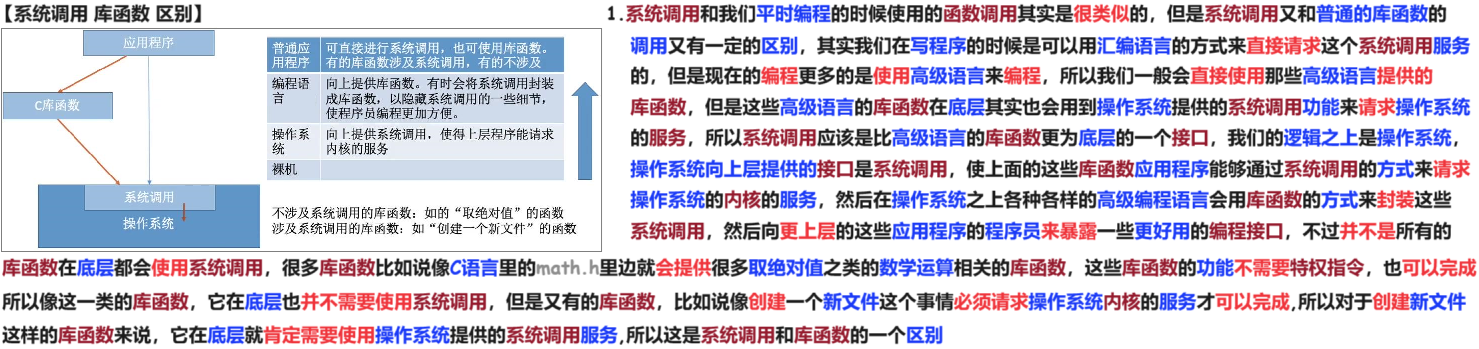 【系统调用 库函数 区别】
应用程序
C库函数
系统调用
操作系统
普通应用程序 可直接进行系统调用，也可使用库函数。
有的库函数涉及系统调用，有的不涉及
编程语言 向上提供库函数。有时会将系统调用封装
成库函数，以隐藏系统调用的一些细节，
使程序员编程更加方便。
操作系统 向上提供系统调用，使得上层程序能请求
内核的服务
裸机
不涉及系统调用的库函数：如的“取绝对值”的函数
涉及系统调用的库函数：如“创建一个新文件”的函数
1.系统调用和我们平时编程的时候使用的函数调用其实是很类似的，但是系统调用又和普通的库函数的
调用又有一定的区别，其实我们在写程序的时候是可以用汇编语言的方式来直接请求这个系统调用服务
的，但是现在的编程更多的是使用高级语言来编程，所以我们一般会直接使用那些高级语言提供的
库函数，但是这些高级语言的库函数在底层其实也会用到操作系统提供的系统调用功能来请求操作系统
的服务，所以系统调用应该是比高级语言的库函数更为底层的一个接口，我们的逻辑之上是操作系统，
操作系统向上层提供的接口是系统调用，使上面的这些库函数应用程序能够通过系统调用的方式来请求
操作系统的内核的服务，然后在操作系统之上各种各样的高级编程语言会用库函数的方式来封装这些
系统调用，然后向更上层的这些应用程序的程序员来暴露一些更好用的编程接口，不过并不是所有的
库函数在底层都会使用系统调用，很多库函数比如说像C语言里的math.h里边就会提供很多取绝对值之类的数学运算相关的库函数，这些库函数的功能不需要特权指令，也可以完成
所以像这一类的库函数，它在底层也并不需要使用系统调用，但是又有的库函数，比如说像创建一个新文件这个事情必须请求操作系统内核的服务才可以完成,所以对于创建新文件
这样的库函数来说，它在底层就肯定需要使用操作系统提供的系统调用服务,所以这是系统调用和库函数的一个区别